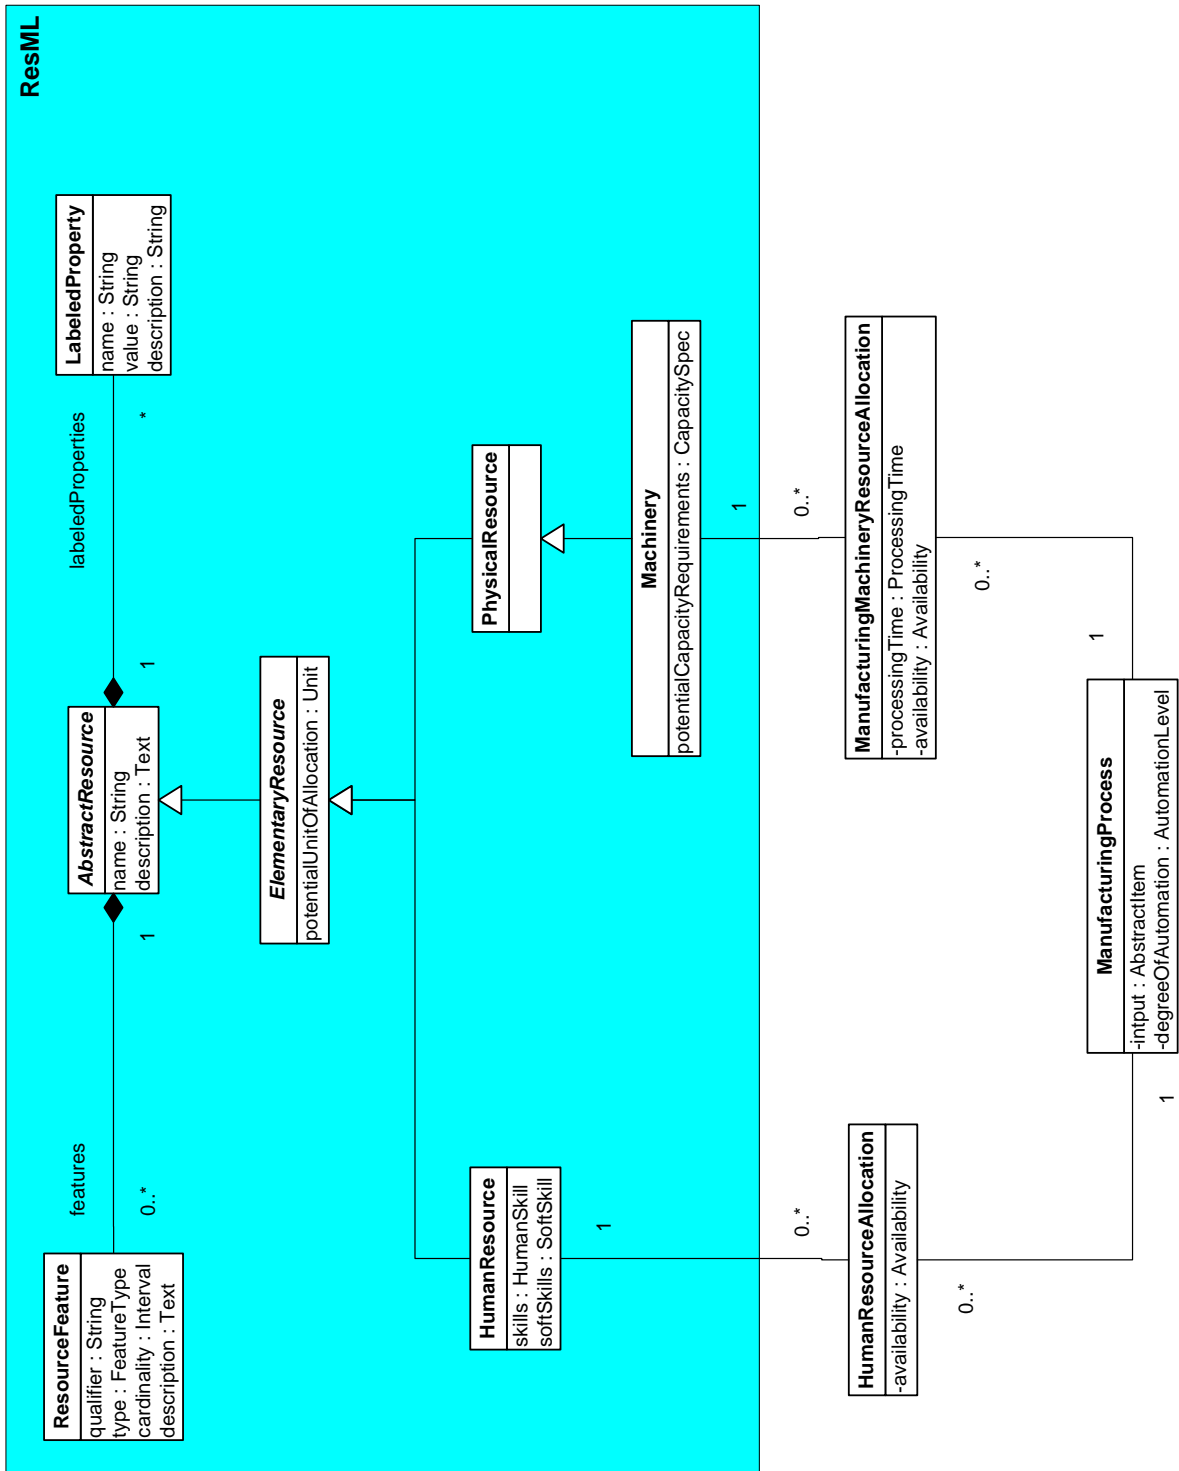 ResML
ResourceFeature
qualifier : String
type : FeatureType
cardinality : Interval
description : Text
features
0..*
1
AbstractResource
name : String
description : Text
1
labeledProperties
*
LabeledProperty
name : String
value : String
description : String
ElementaryResource
potentialUnitOfAllocation : Unit
HumanResource
skills : HumanSkill
softSkills : SoftSkill
PhysicalResource
Machinery
potentialCapacityRequirements : CapacitySpec
1
1
0..*
0..*
HumanResourceAllocation
-availability : Availability
ManufacturingMachineryResourceAllocation
-processingTime : ProcessingTime
-availability : Availability
0..*
0..*
1
1
ManufacturingProcess
-intput : AbstractItem
-degreeOfAutomation : AutomationLevel